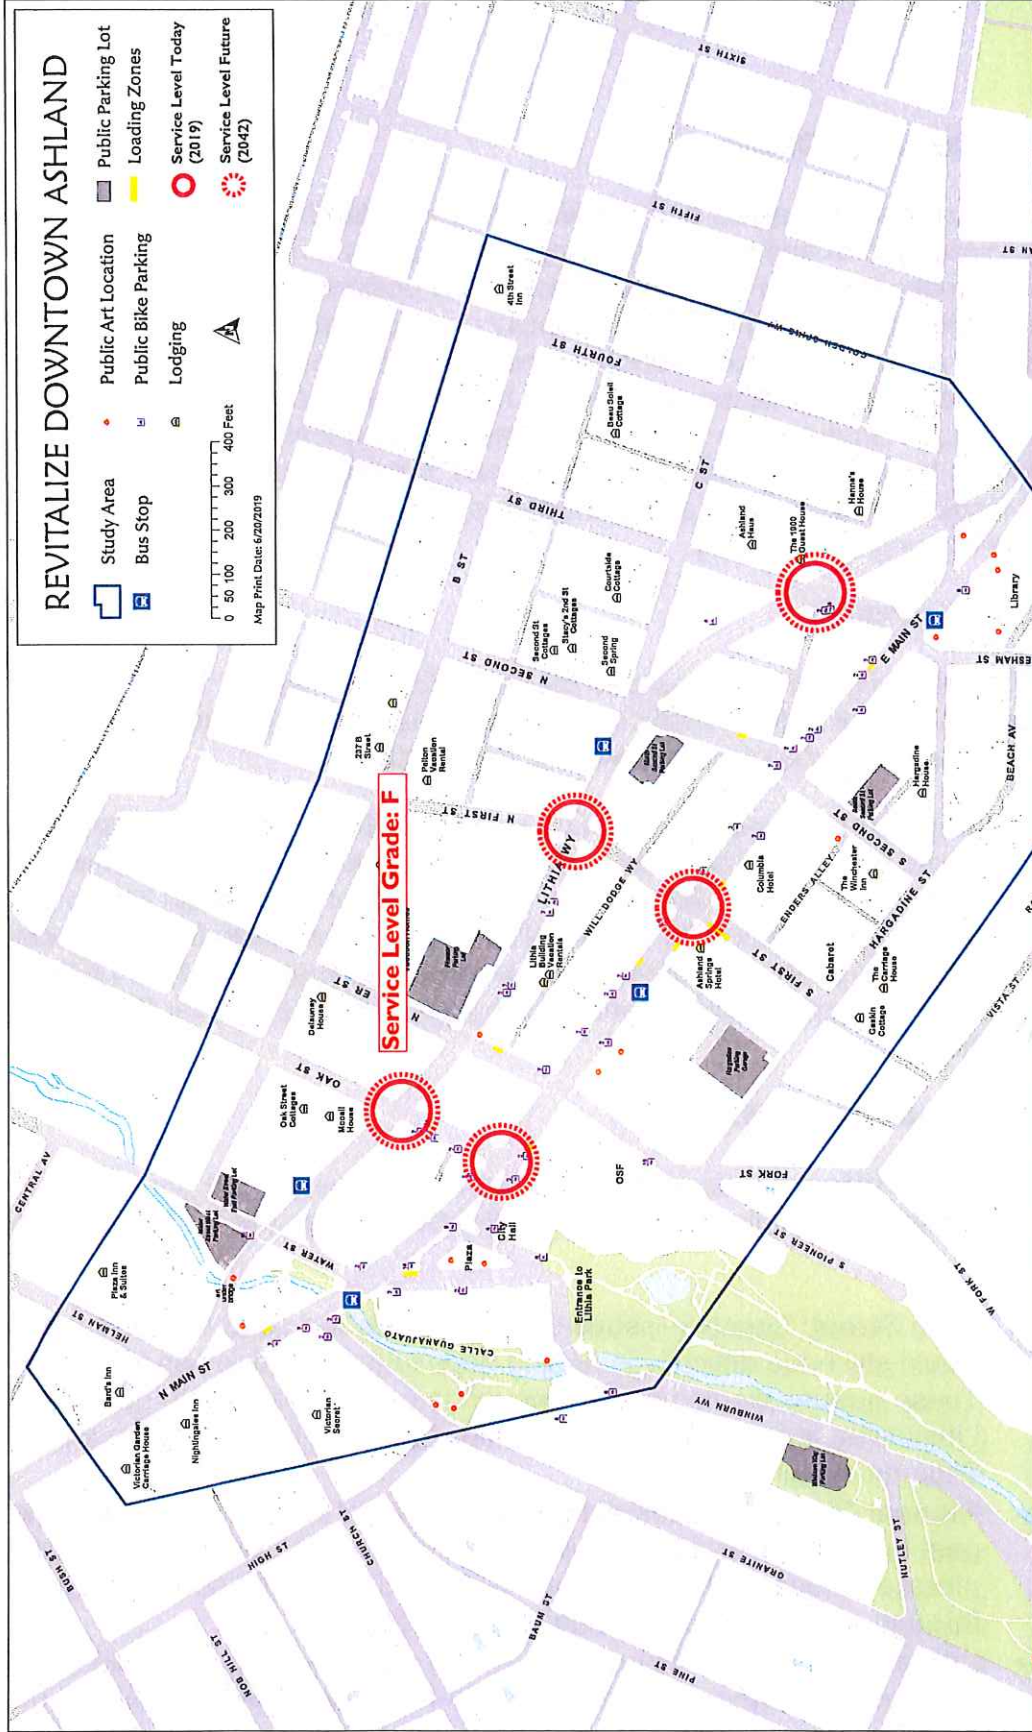 REVITALIZE DOWNTOWN ASHLAND
Study Area
Bus Stop
Public Art Location
Public Bike Parking
Lodging
Public Parking Lot
Loading Zones
Service Level Today
(2019)
Service Level Future
(2042)
0 50 100 200 300 400 Feet
Map Print Date: 6/20/2019
N
Service Level Grade: F
SIXTH ST
FIFTH ST
FOURTH ST
THIRD ST
N SECOND ST
N FIRST ST
B ST
C ST
4th Street
Inn
Beau Soleil
Cottage
Ashland
Haus
The 1900
Guest House
Hanna's
House
Courtside
Cottage
Second St
Cottages
Stacy's 2nd St
Cottages
Second
Spring
237 B
Street
Pelton
Vacation
Rental
LITHIA WY
WILL DODGE WY
E MAIN ST
Library
BEACH AV
Hargadine
House
S SECOND ST
ENDERS ALLEY
The
Winchester
Inn
HARGADINE ST
Columbia
Hotel
Lithia
Building
Vacation
Rentals
Ashland
Springs
Hotel
S FIRST ST
Cabarot
The
Carriage
House
Gaskin
Cottage
VISTA ST
Hargadine
Parking
Garage
Delauney
House
OAK ST
Oak Street
Cottages
Mccall
House
FORK ST
S PIONEER ST
W FORK ST
OSF
City
Hall
Plaza
Entrance to
Lithia Park
CENTRAL AV
WATER ST
Plaza Inn
& Suites
HELMAN ST
N MAIN ST
CALLE GUANAJUATO
WINBURN WY
Bard's Inn
Nightingales Inn
Victorian Garden
Carriage House
Victorian
Secret
BUSH ST
HIGH ST
CHURCH ST
NOB HILL ST
BAUM ST
GRANITE ST
NUTLEY ST
PINE ST